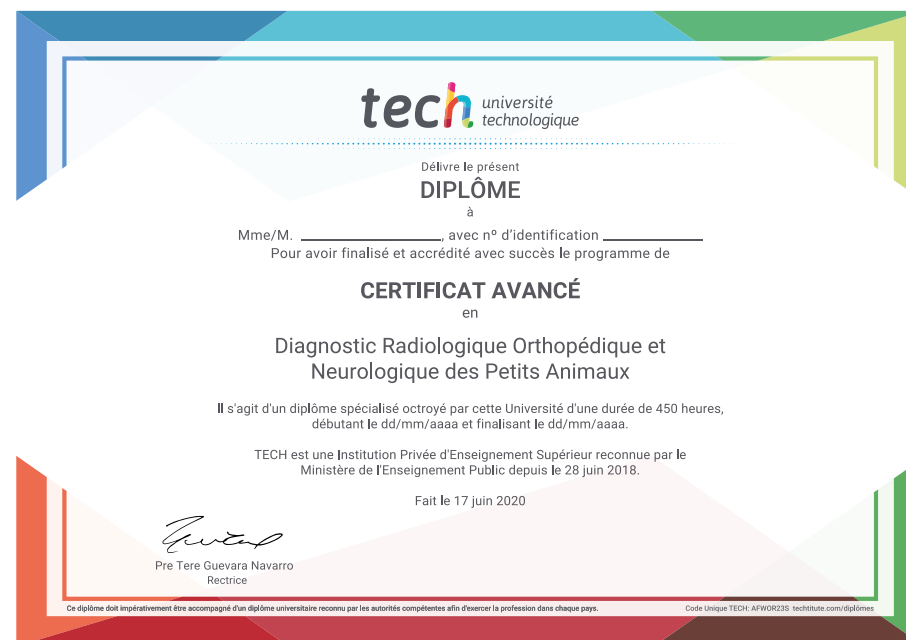 tech université
technologique
Délivre le présent
DIPLÔME
à
Mme/M. ____________________, avec nº d'identification ______________
Pour avoir finalisé et accrédité avec succès le programme de
CERTIFICAT AVANCÉ
en
Diagnostic Radiologique Orthopédique et
Neurologique des Petits Animaux
Il s'agit d'un diplôme spécialisé octroyé par cette Université d'une durée de 450 heures,
débutant le dd/mm/aaaa et finalisant le dd/mm/aaaa.
TECH est une Institution Privée d'Enseignement Supérieur reconnue par le
Ministère de l'Enseignement Public depuis le 28 juin 2018.
Fait le 17 juin 2020
Pre Tere Guevara Navarro
Rectrice
Ce diplôme doit impérativement être accompagné d'un diplôme universitaire reconnu par les autorités compétentes afin d'exercer la profession dans chaque pays.
Code Unique TECH: AFWOR23S techtitute.com/diplômes